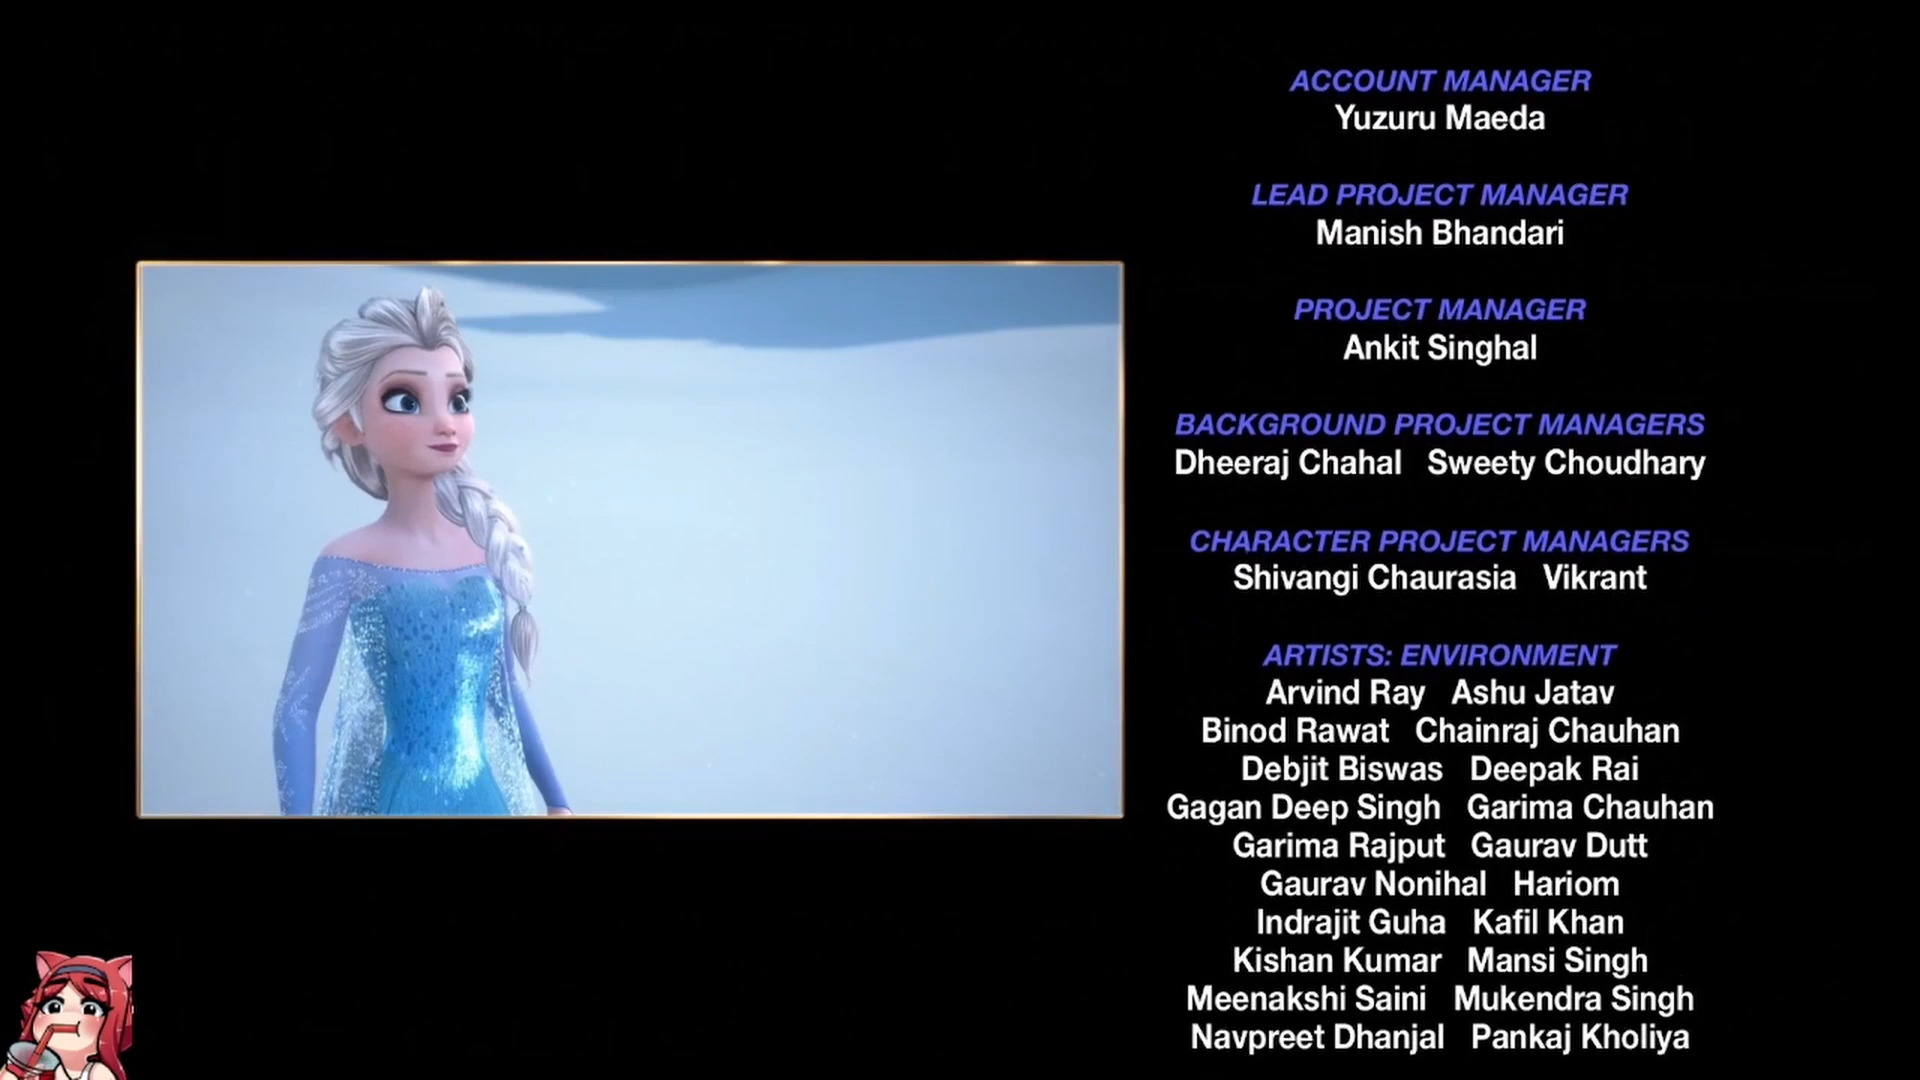 ACCOUNT MANAGER
Yuzuru Maeda
LEAD PROJECT MANAGER
Manish Bhandari
PROJECT MANAGER
Ankit Singhal
BACKGROUND PROJECT MANAGERS
Dheeraj Chahal Sweety Choudhary
CHARACTER PROJECT MANAGERS
Shivangi Chaurasia Vikrant
ARTISTS: ENVIRONMENT
Arvind Ray Ashu Jatav
Binod Rawat Chainraj Chauhan
Debjit Biswas Deepak Rai
Gagan Deep Singh Garima Chauhan
Garima Rajput Gaurav Dutt
Gaurav Nonihal Hariom
Indrajit Guha Kafil Khan
Kishan Kumar Mansi Singh
Meenakshi Saini Mukendra Singh
Navpreet Dhanjal Pankaj Kholiya